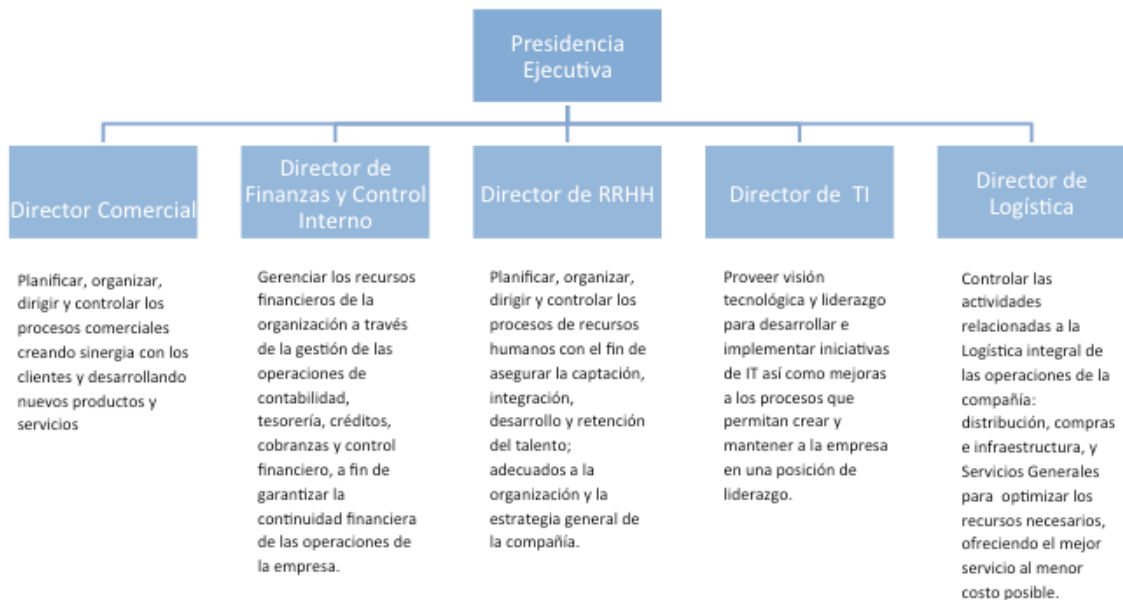 Presidencia
Ejecutiva
Director Comercial
Director de
Finanzas y Control
Interno
Director de RRHH
Director de TI
Director de
Logística
Planificar, organizar,
dirigir y controlar los
procesos comerciales
creando sinergia con los
clientes y desarrollando
nuevos productos y
servicios
Gerenciar los recursos
financieros de la
organización a través
de la gestión de las
operaciones de
contabilidad,
tesorería, créditos,
cobranzas y control
financiero, a fin de
garantizar la
continuidad financiera
de las operaciones de
la empresa.
Planificar, organizar,
dirigir y controlar los
procesos de recursos
humanos con el fin de
asegurar la captación,
integración,
desarrollo y retención
del talento;
adecuados a la
organización y la
estrategia general de
la compañía.
Proveer visión
tecnológica y liderazgo
para desarrollar e
implementar iniciativas
de IT así como mejoras
a los procesos que
permitan crear y
mantener a la empresa
en una posición de
liderazgo.
Controlar las
actividades
relacionadas a la
Logística integral de
las operaciones de la
compañía:
distribución, compras
e infraestructura, y
Servicios Generales
para optimizar los
recursos necesarios,
ofreciendo el mejor
servicio al menor
costo posible.